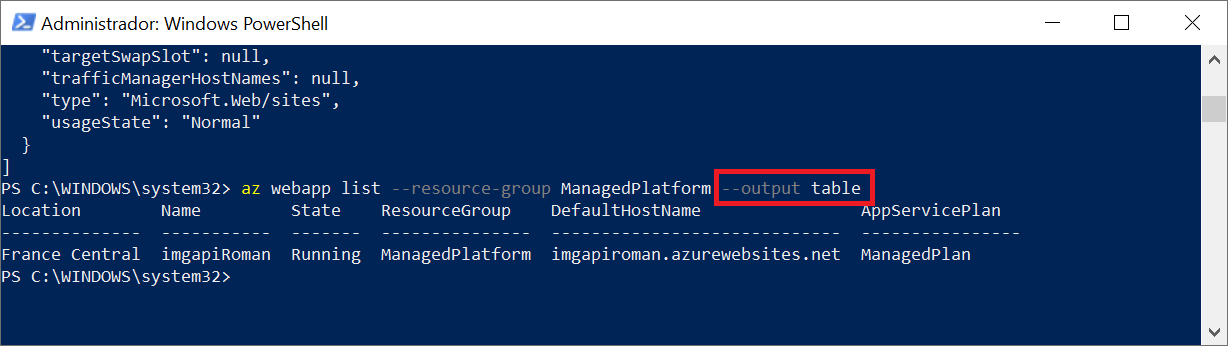 Administrador: Windows PowerShell
"targetSwapSlot": null,
"trafficManagerHostNames": null,
"type": "Microsoft.Web/sites",
"usageState": "Normal"
}
]
PS C:\WINDOWS\system32> az webapp list --resource-group ManagedPlatform --output table
Location        Name         State    ResourceGroup    DefaultHostName                AppServicePlan
--------------  -----------  -------  ---------------  -----------------------------  ----------------
France Central  imgapiRoman  Running  ManagedPlatform  imgapiroman.azurewebsites.net  ManagedPlan
PS C:\WINDOWS\system32>